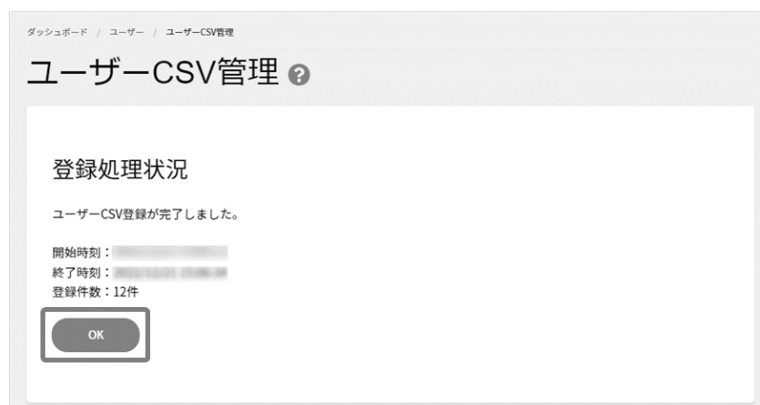 ダッシュボード / ユーザー / ユーザーCSV管理
ユーザーCSV管理 ?
登録処理状況
ユーザーCSV登録が完了しました。
開始時刻：
終了時刻：
登録件数：12件
OK